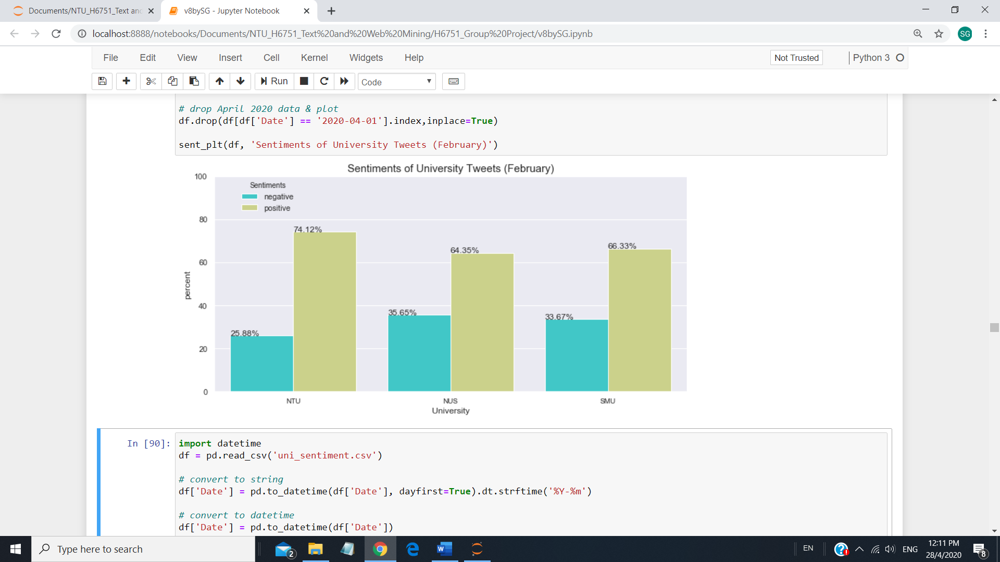 Documents/NTU_H6751_Text an
v8bySG - Jupyter Notebook
localhost:8888/notebooks/Documents/NTU_H6751_Text%20and%20Web%20Mining/H6751_Group%20Project/v8bySG.ipynb
SG
File Edit View Insert Cell Kernel Widgets Help
Not Trusted
Python 3
Run
Code
# drop April 2020 data & plot
df.drop(df[df['Date'] == '2020-04-01'].index,inplace=True)
sent_plt(df, 'Sentiments of University Tweets (February)')
Sentiments of University Tweets (February)
100
80
60
40
20
0
percent
Sentiments
negative
positive
74.12%
64.35%
66.33%
35.65%
33.67%
25.88%
NTU NUS SMU
University
In [90]:
import datetime
df = pd.read_csv('uni_sentiment.csv')
# convert to string
df['Date'] = pd.to_datetime(df['Date'], dayfirst=True).dt.strftime('%Y-%m')
# convert to datetime
df['Date'] = pd.to_datetime(df['Date'])
Type here to search
2
EN
ENG
12:11 PM
28/4/2020
8